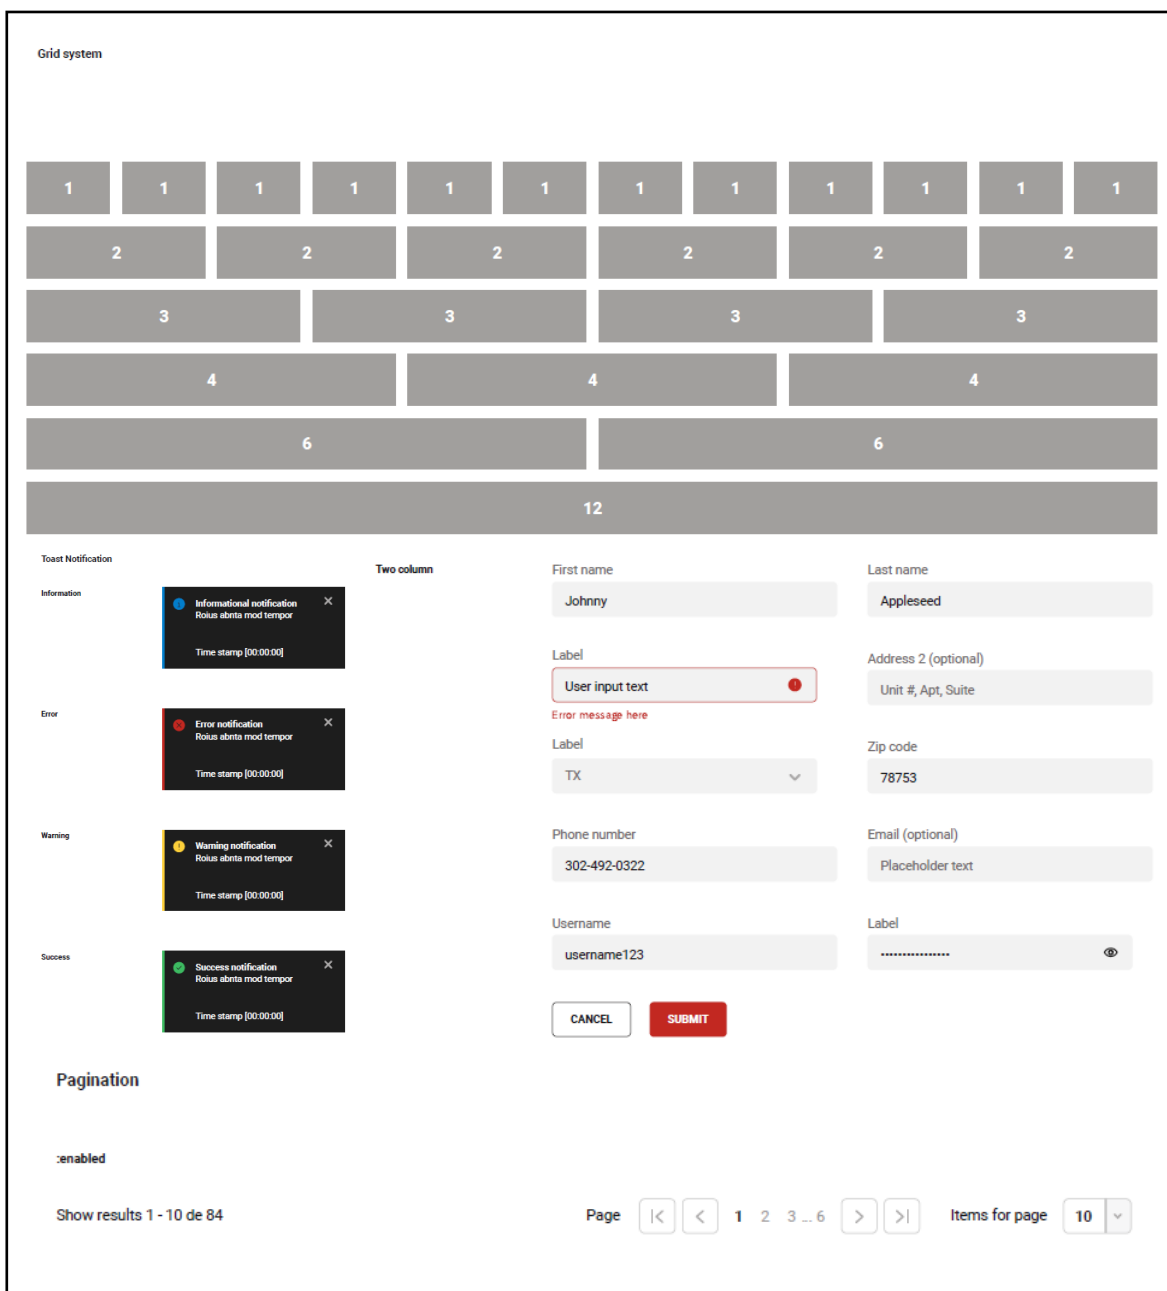 Grid system
1 1 1 1 1 1 1 1 1 1 1 1
2 2 2 2 2 2
3 3 3 3
4 4 4
6 6
12
Toast Notification
Information
Informational notification
Roius abnta mod tempor
Time stamp [00:00:00]
Error
Error notification
Roius abnta mod tempor
Time stamp [00:00:00]
Warning
Warning notification
Roius abnta mod tempor
Time stamp [00:00:00]
Success
Success notification
Roius abnta mod tempor
Time stamp [00:00:00]
Two column
First name
Johnny
Last name
Appleseed
Label
User input text
Error message here
Address 2 (optional)
Unit #, Apt, Suite
Label
TX
Zip code
78753
Phone number
302-492-0322
Email (optional)
Placeholder text
Username
username123
Label
••••••••••••••••
CANCEL SUBMIT
Pagination
:enabled
Show results 1 - 10 de 84 Page 1 2 3 ... 6 Items for page 10